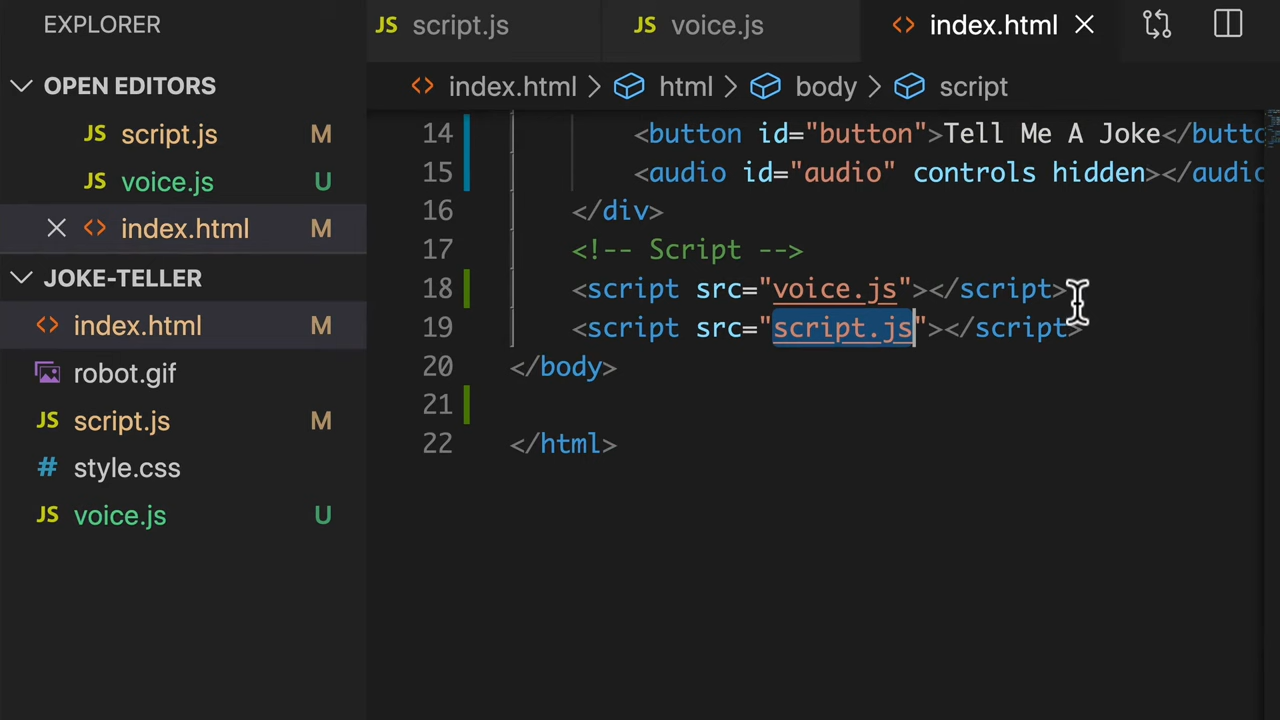 EXPLORER
JS script.js
JS voice.js
<> index.html
OPEN EDITORS
JS script.js M
JS voice.js U
<> index.html M
JOKE-TELLER
<> index.html M
robot.gif
JS script.js M
# style.css
JS voice.js U
<> index.html > html > body > script
14 <button id="button">Tell Me A Joke</butto
15 <audio id="audio" controls hidden></audio
16 </div>
17 <!-- Script -->
18 <script src="voice.js"></script>
19 <script src="script.js"></script>
20 </body>
21
22 </html>